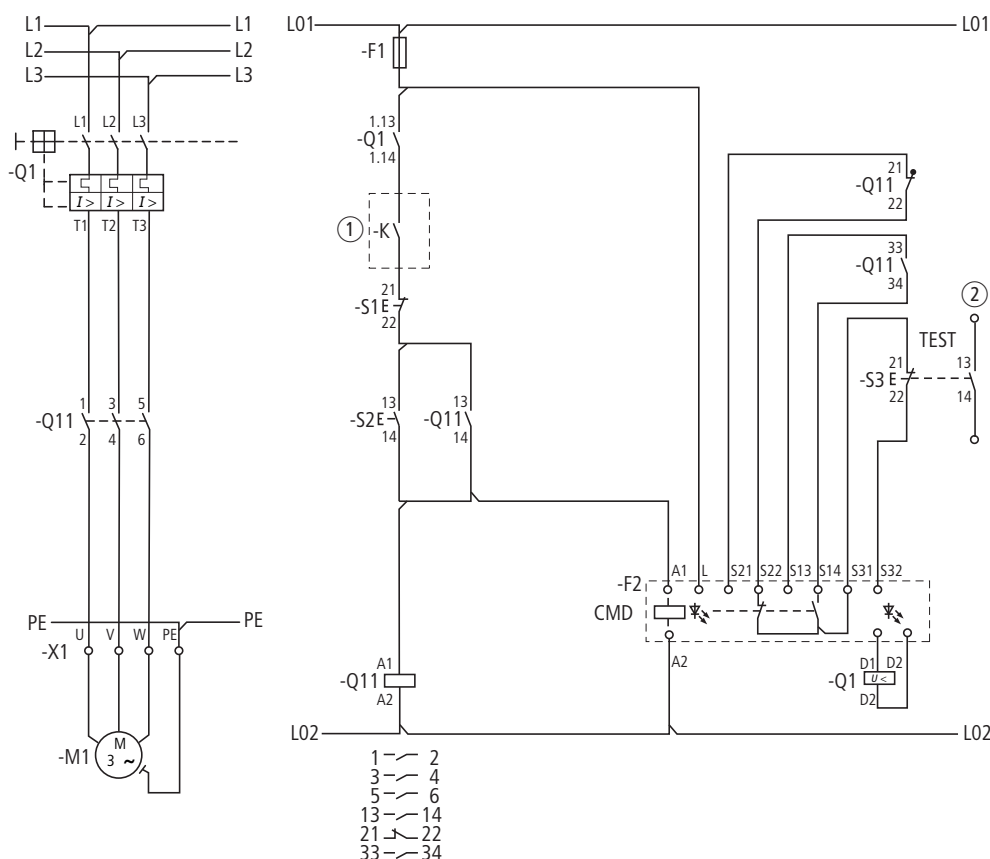 L1 L1
L2 L2
L3 L3
L1 L2 L3
-Q1
I > I > I >
T1 T2 T3
1 3 5
-Q11
2 4 6
PE PE
U V W PE
-X1
-M1
M
3 ~
L01 L01
-F1
1.13
-Q1
1.14
1
-K
21
-S1 E
22
13
-S2 E
14
13
-Q11
14
A1
-Q11
A2
L02 L02
1 2
3 4
5 6
13 14
21 22
33 34
21
-Q11
22
33
-Q11
34
2
TEST
21
-S3 E
22
13
14
A1 L S21 S22 S13 S14 S31 S32
-F2
CMD
A2
D1 D2
-Q1
U <
D2